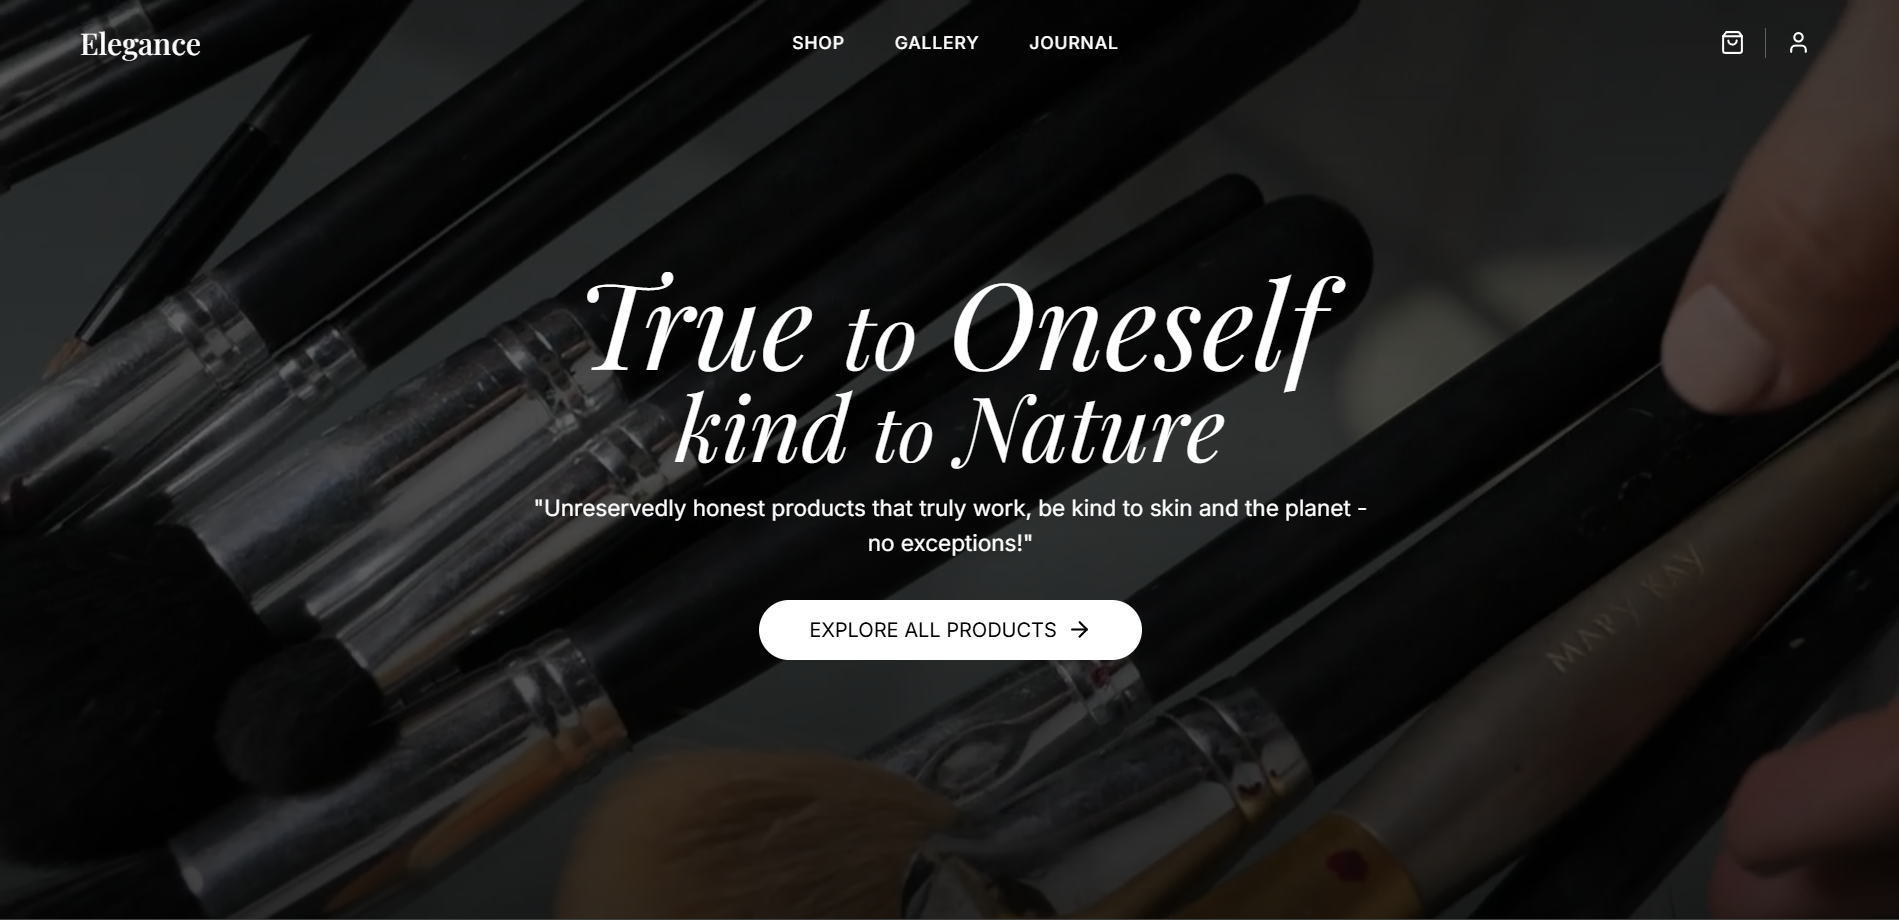 Elegance
SHOP
GALLERY
JOURNAL
True to Oneself
kind to Nature
"Unreservedly honest products that truly work, be kind to skin and the planet -
no exceptions!"
EXPLORE ALL PRODUCTS
MARY KAY